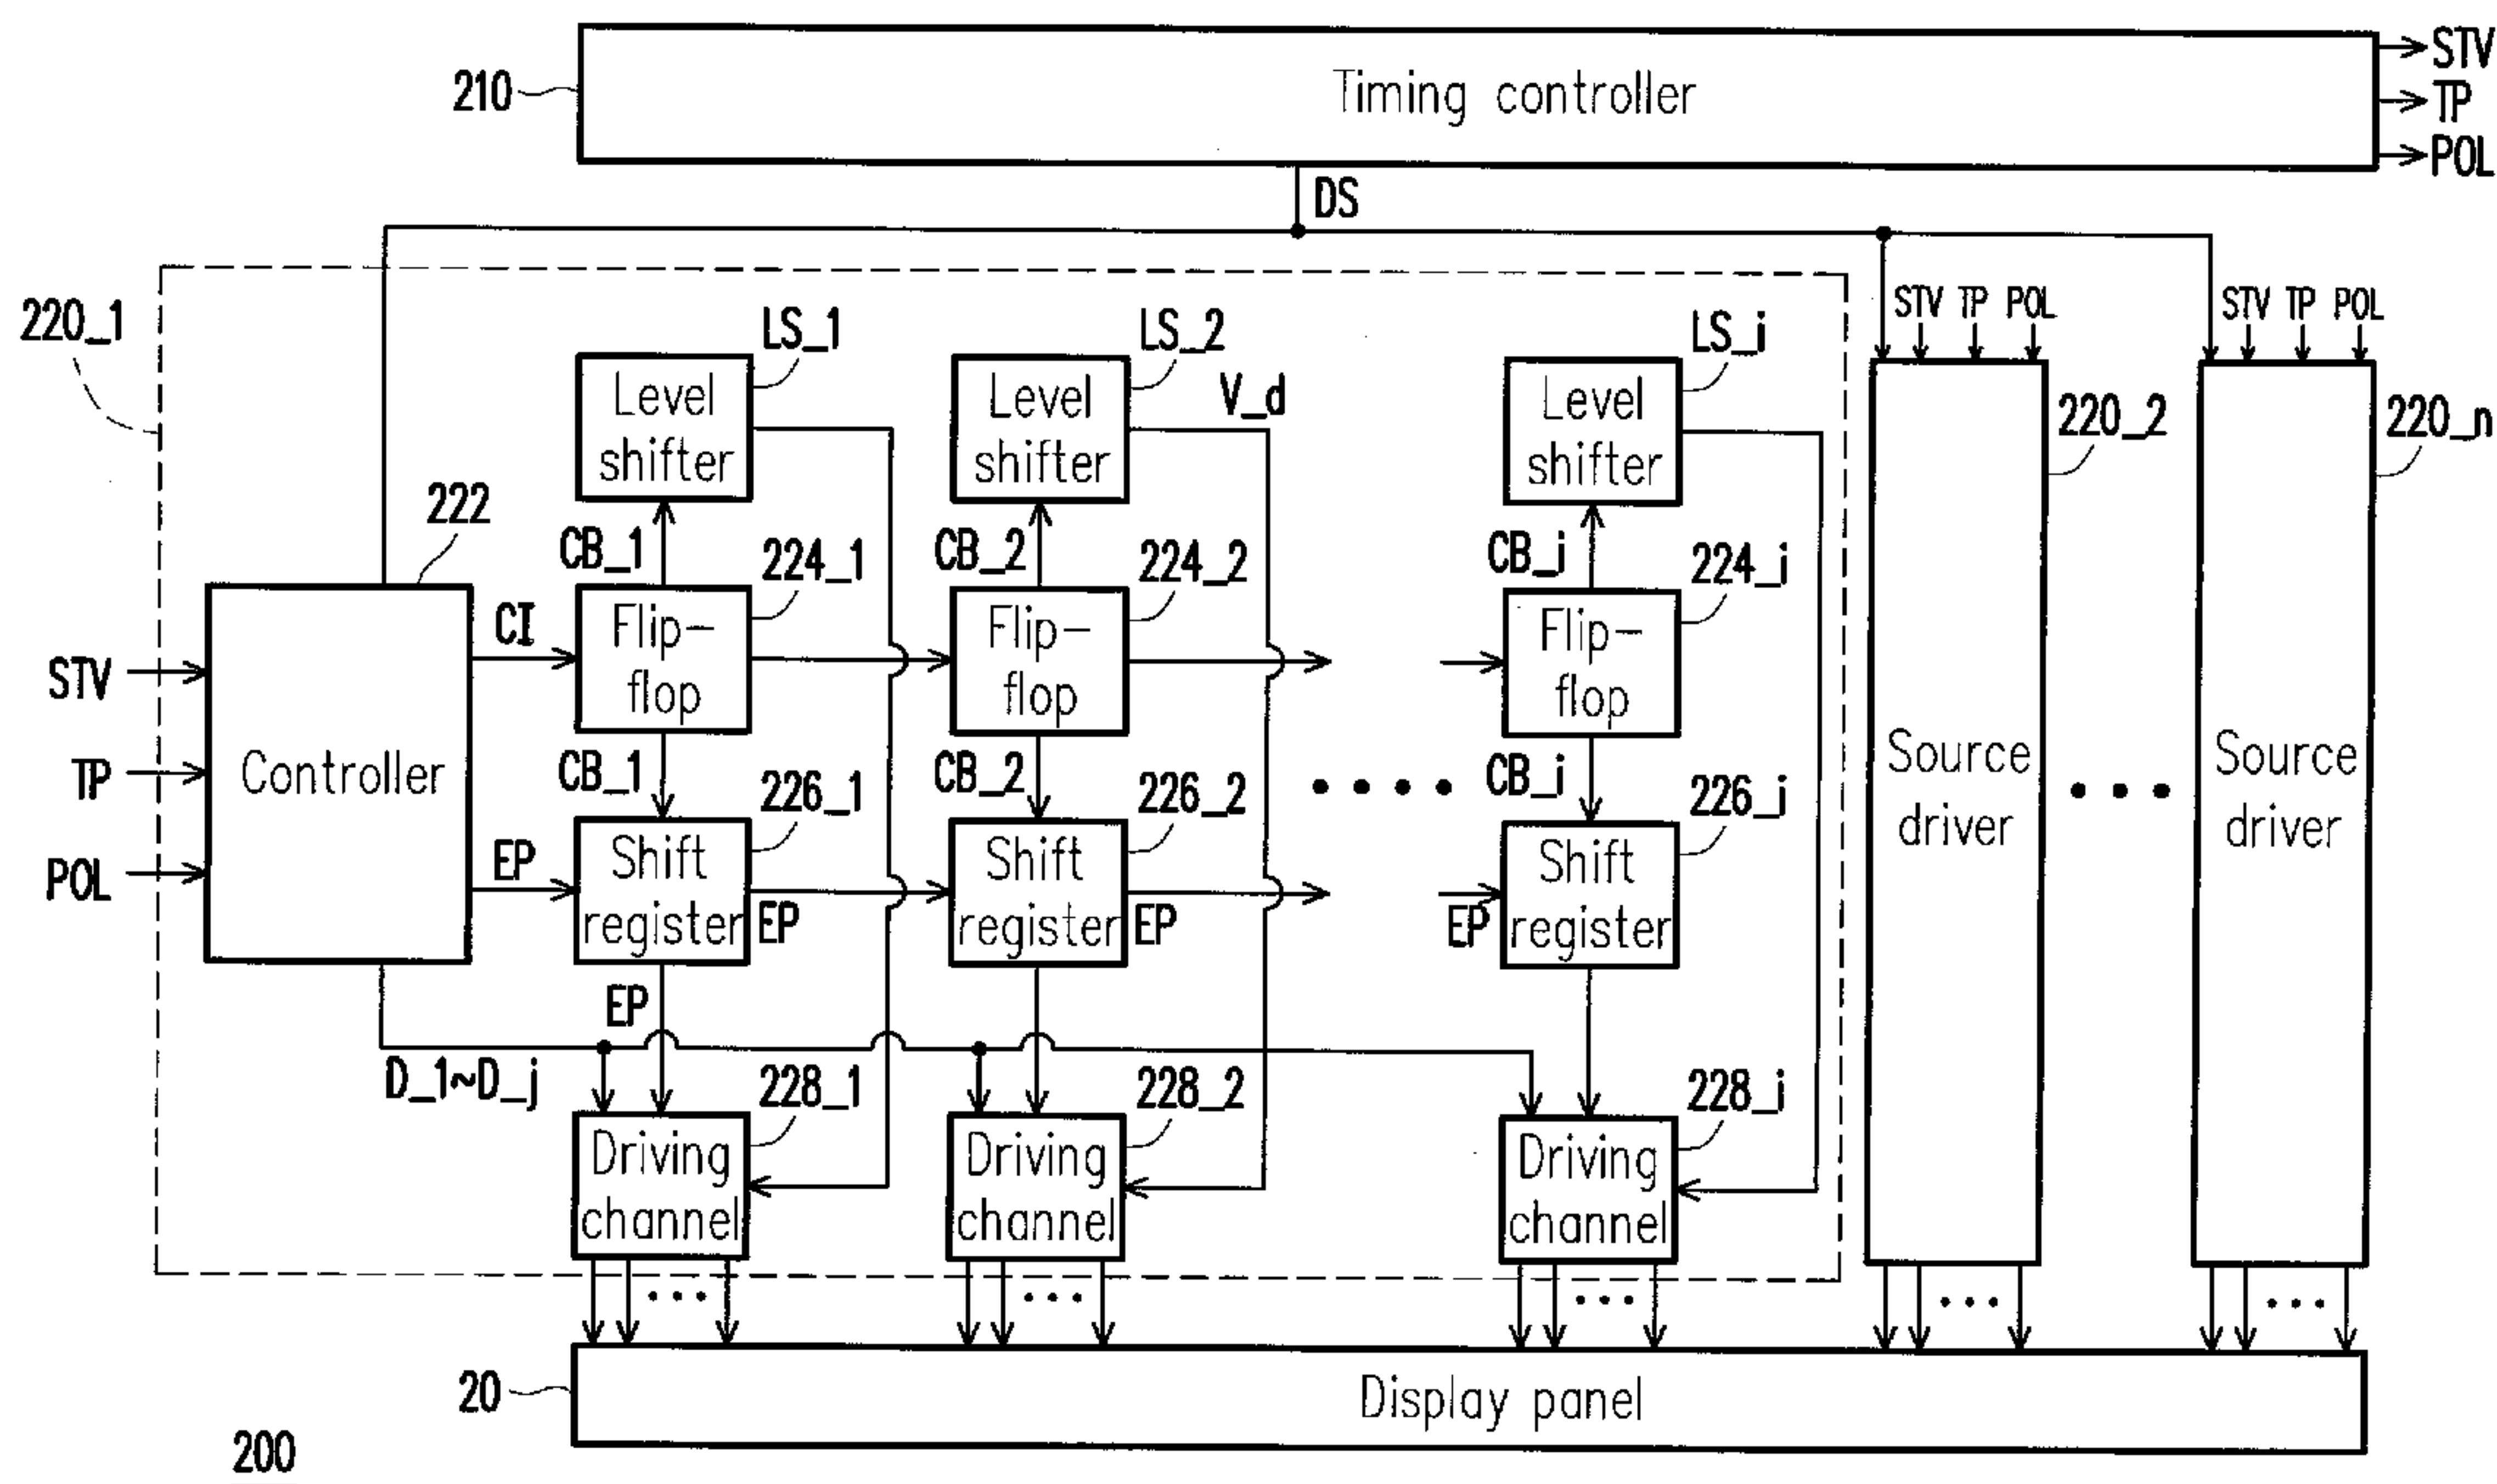 210
Timing controller
STV
TP
POL
DS
220_1
LS_1
LS_2
V_d
LS_i
STV TP POL
STV TP POL
Level
shifter
Level
shifter
Level
shifter
220_2
220_n
222
CB_1
224_1
CB_2
224_2
CB_i
224_i
CI
Flip-
flop
Flip-
flop
Flip-
flop
STV
TP
POL
Controller
CB_1
226_1
CB_2
226_2
CB_i
226_i
Source
driver
Source
driver
EP
Shift
register
EP
Shift
register
EP
EP
Shift
register
EP
D_1~D_j
228_1
228_2
228_i
Driving
channel
Driving
channel
Driving
channel
20
Display panel
200